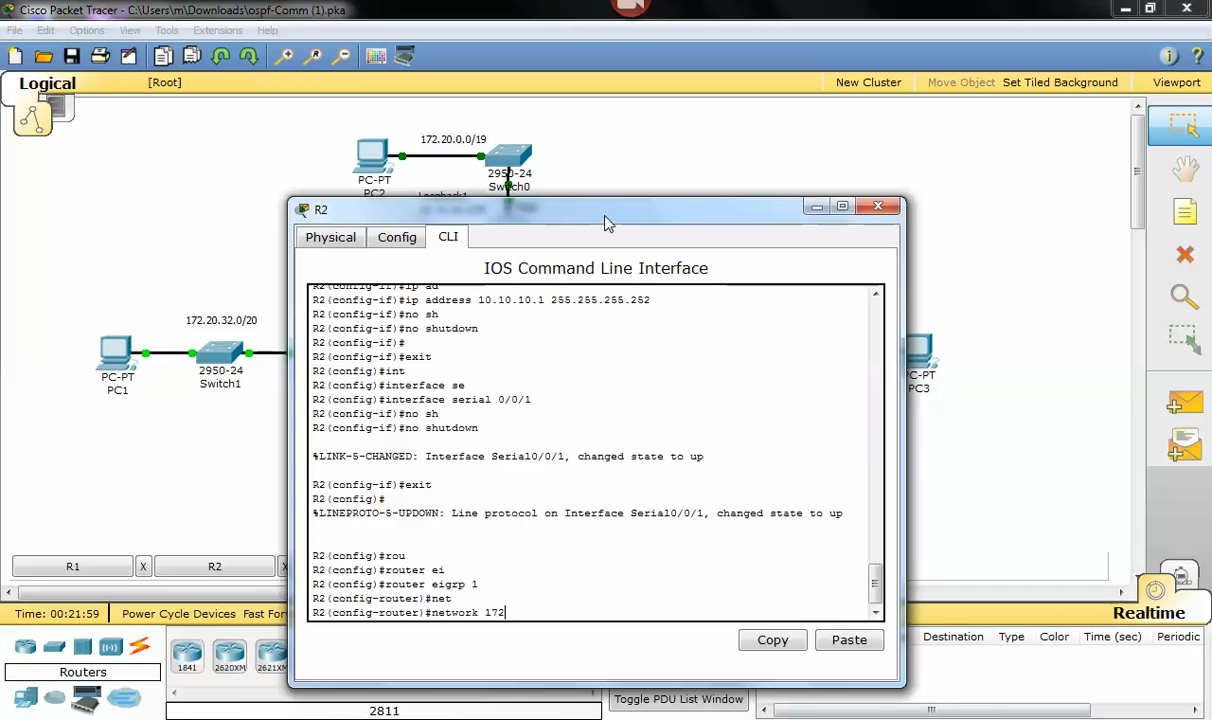 Cisco Packet Tracer - C:\Users\m\Downloads\ospf-Comm (1).pka
File Edit Options View Tools Extensions Help
Logical [Root] New Cluster Move Object Set Tiled Background Viewport
172.20.0.0/19
PC-PT
PC2
2950-24
Switch0
Loopback1
172.20.32.0/20
PC-PT
PC1
2950-24
Switch1
C-PT
PC3
R2
Physical Config CLI
IOS Command Line Interface
R2(config-if)#ip ad
R2(config-if)#ip address 10.10.10.1 255.255.255.252
R2(config-if)#no sh
R2(config-if)#no shutdown
R2(config-if)#
R2(config-if)#exit
R2(config)#int
R2(config)#interface se
R2(config)#interface serial 0/0/1
R2(config-if)#no sh
R2(config-if)#no shutdown
%LINK-5-CHANGED: Interface Serial0/0/1, changed state to up
R2(config-if)#exit
R2(config)#
%LINEPROTO-5-UPDOWN: Line protocol on Interface Serial0/0/1, changed state to up
R2(config)#rou
R2(config)#router ei
R2(config)#router eigrp 1
R2(config-router)#net
R2(config-router)#network 172
Copy Paste
R1 X R2 X
Time: 00:21:59 Power Cycle Devices Fast For Realtime
Routers
1841 2620XM 2621XM
2811
Toggle PDU List Window
Destination Type Color Time (sec) Periodic